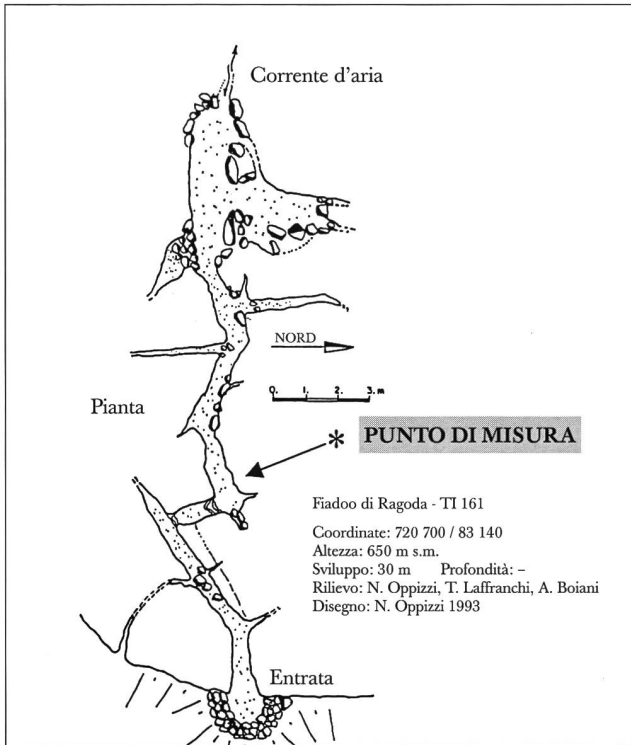 Corrente d'aria
NORD
0. 1. 2. 3. m
Pianta
* PUNTO DI MISURA
Fiadoo di Ragoda - TI 161
Coordinate: 720 700 / 83 140
Altezza: 650 m s.m.
Sviluppo: 30 m Profondità: –
Rilievo: N. Oppizzi, T. Laffranchi, A. Boiani
Disegno: N. Oppizzi 1993
Entrata